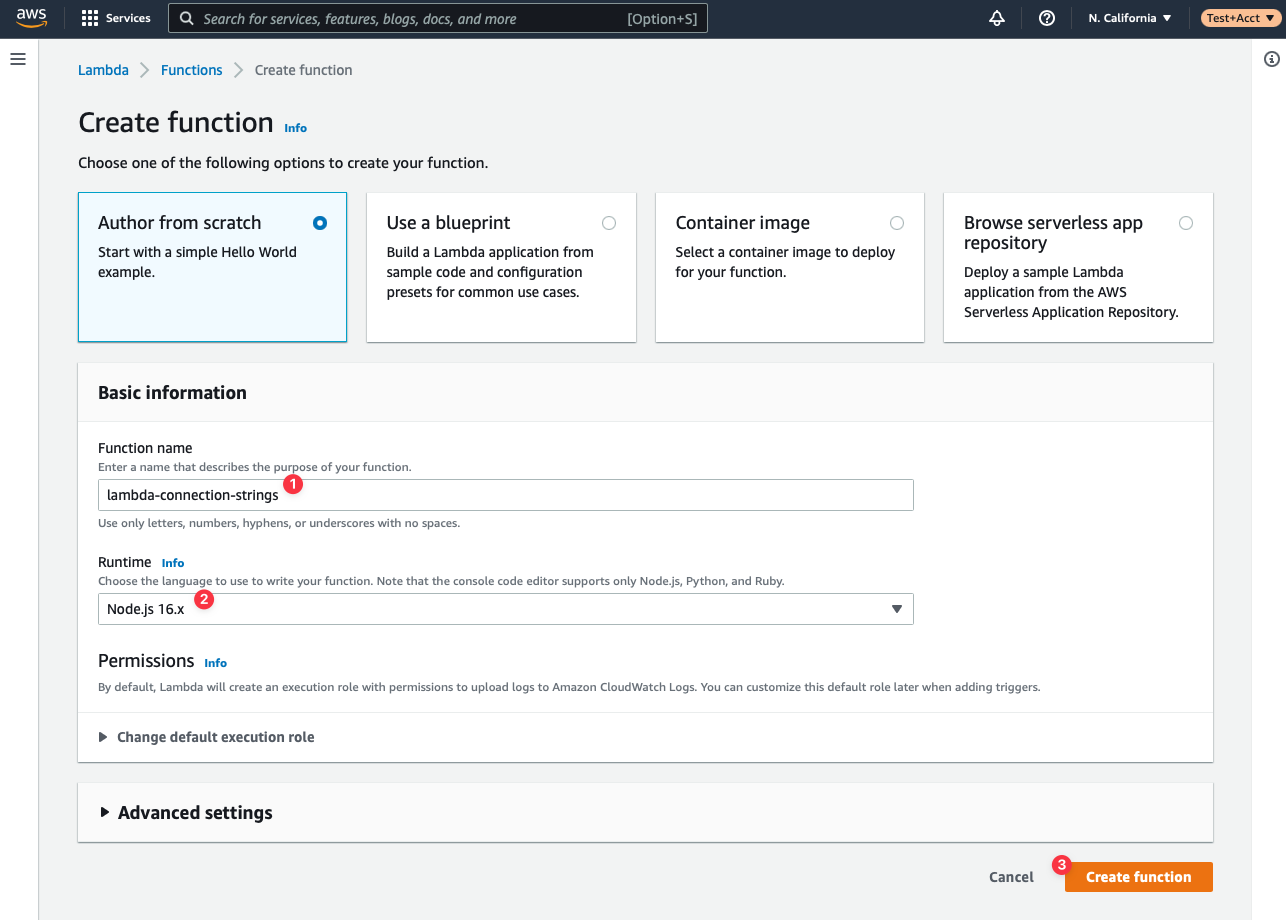 aws
Services
Search for services, features, blogs, docs, and more
[Option+S]
N. California
Test+Acct
Lambda
Functions
Create function
Create function Info
Choose one of the following options to create your function.
Author from scratch
Start with a simple Hello World
example.
Use a blueprint
Build a Lambda application from
sample code and configuration
presets for common use cases.
Container image
Select a container image to deploy
for your function.
Browse serverless app
repository
Deploy a sample Lambda
application from the AWS
Serverless Application Repository.
Basic information
Function name
Enter a name that describes the purpose of your function.
1
lambda-connection-strings
Use only letters, numbers, hyphens, or underscores with no spaces.
Runtime Info
Choose the language to use to write your function. Note that the console code editor supports only Node.js, Python, and Ruby.
2
Node.js 16.x
Permissions Info
By default, Lambda will create an execution role with permissions to upload logs to Amazon CloudWatch Logs. You can customize this default role later when adding triggers.
Change default execution role
Advanced settings
3
Cancel
Create function